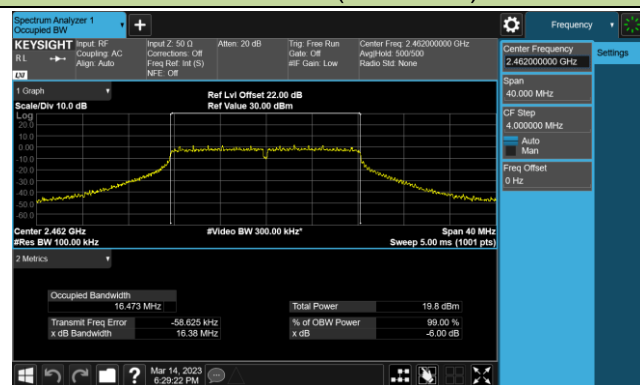 Spectrum Analyzer 1
Occupied BW
Frequency
KEYSIGHT
RL
Input: RF
Coupling: AC
Align: Auto
Input Z: 50 Ω
Corrections: Off
Freq Ref: Int (S)
NFE: Off
Atten: 20 dB
Trig: Free Run
Gate: Off
#IF Gain: Low
Center Freq: 2.462000000 GHz
Avg|Hold: 500/500
Radio Std: None
LXI
Center Frequency
2.462000000 GHz
Settings
Span
40.000 MHz
CF Step
4.000000 MHz
Auto
Man
Freq Offset
0 Hz
1 Graph
Scale/Div 10.0 dB
Ref Lvl Offset 22.00 dB
Ref Value 30.00 dBm
Log
20.0
10.0
0.00
-10.0
-20.0
-30.0
-40.0
-50.0
-60.0
Center 2.462 GHz
#Res BW 100.00 kHz
#Video BW 300.00 kHz*
Span 40 MHz
Sweep 5.00 ms (1001 pts)
2 Metrics
Occupied Bandwidth
16.473 MHz
Total Power 19.8 dBm
Transmit Freq Error -58.625 kHz
% of OBW Power 99.00 %
x dB Bandwidth 16.38 MHz
x dB -6.00 dB
Mar 14, 2023
6:29:22 PM